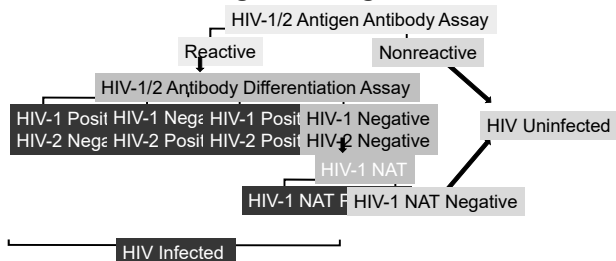 HIV-1/2 Antigen Antibody Assay
Reactive
Nonreactive
HIV-1/2 Antibody Differentiation Assay
HIV-1 Posit
HIV-2 Nega
HIV-1 Nega
HIV-2 Posit
HIV-1 Posit
HIV-2 Posit
HIV-1 Negative
HIV-2 Negative
HIV Uninfected
HIV-1 NAT
HIV-1 NAT
HIV-1 NAT Negative
HIV Infected